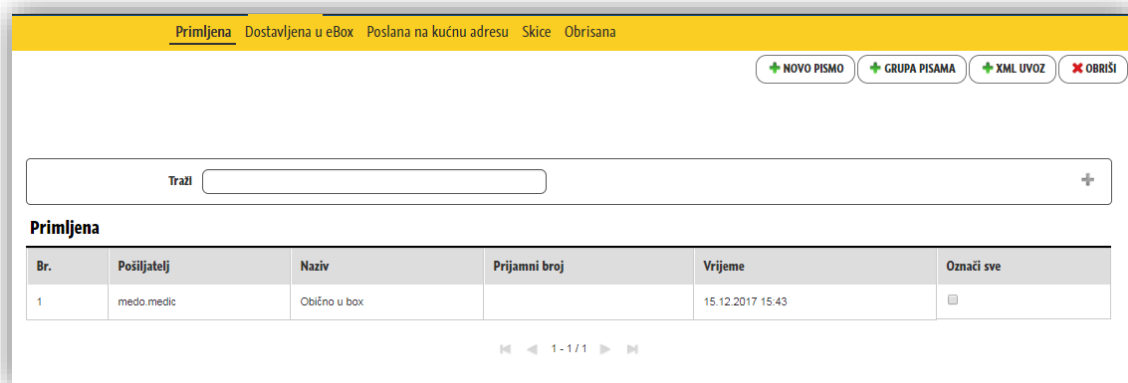 Primljena Dostavljena u eBox Poslana na kućnu adresu Skice Obrisana
NOVO PISMO GRUPA PISAMA XML UVOZ OBRIŠI
Traži
Primljena
Br. Pošiljatelj Naziv Prijamni broj Vrijeme Označi sve
1 medo.medic Obično u box 15.12.2017 15:43
1 - 1 / 1